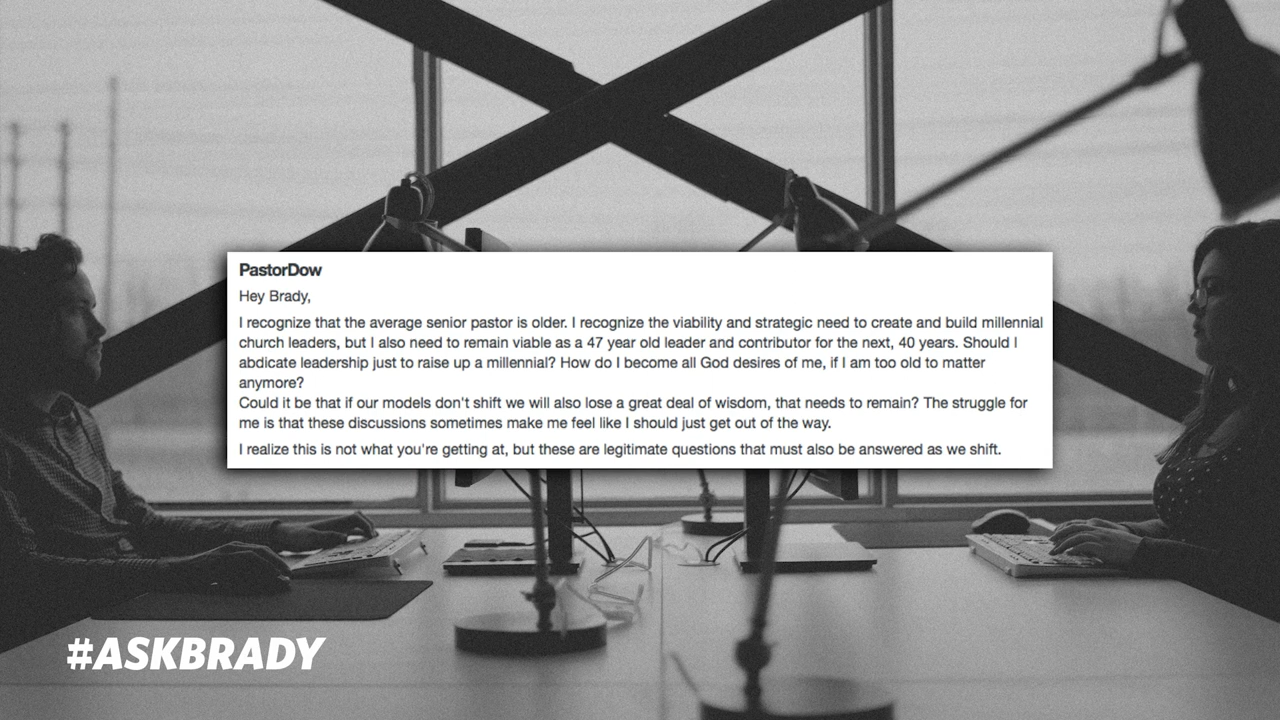 PastorDow
Hey Brady,
I recognize that the average senior pastor is older. I recognize the viability and strategic need to create and build millennial
church leaders, but I also need to remain viable as a 47 year old leader and contributor for the next, 40 years. Should I
abdicate leadership just to raise up a millennial? How do I become all God desires of me, if I am too old to matter
anymore?
Could it be that if our models don't shift we will also lose a great deal of wisdom, that needs to remain? The struggle for
me is that these discussions sometimes make me feel like I should just get out of the way.
I realize this is not what you're getting at, but these are legitimate questions that must also be answered as we shift.
#ASKBRADY